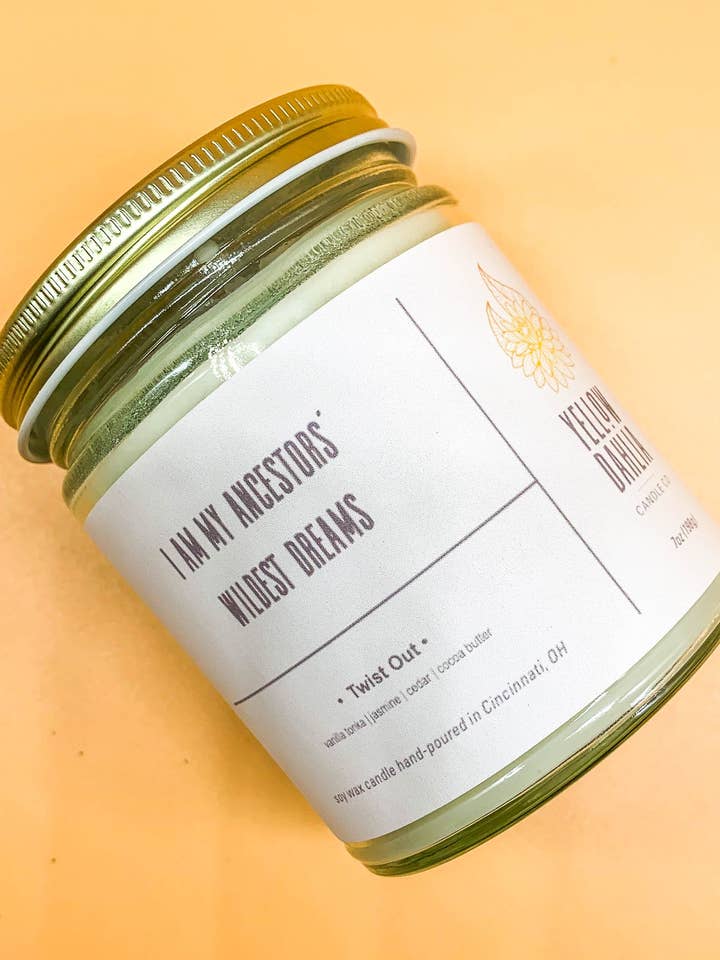 I AM MY ANCESTORS'
WILDEST DREAMS
• Twist Out •
vanilla tonka | jasmine | cedar | cocoa butter
soy wax candle hand-poured in Cincinnati, OH
YELLOW
DAHLIA
CANDLE CO
7oz (198g)